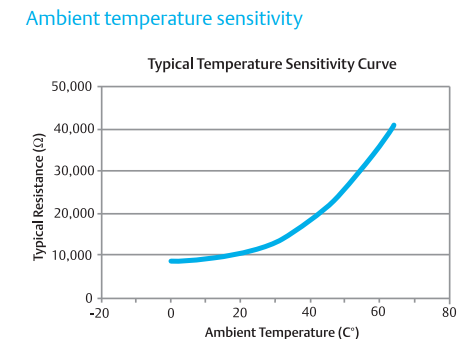 Ambient temperature sensitivity
Typical Temperature Sensitivity Curve
Typical Resistance (Ω)
50,000
40,000
30,000
20,000
10,000
0
-20 0 20 40 60 80
Ambient Temperature (C°)